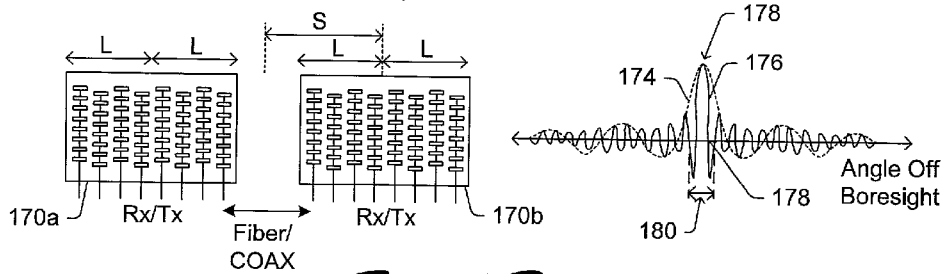 S
L L
L L
170a
Rx/Tx
Fiber/
COAX
Rx/Tx
170b
178
174
176
Angle Off
Boresight
178
180